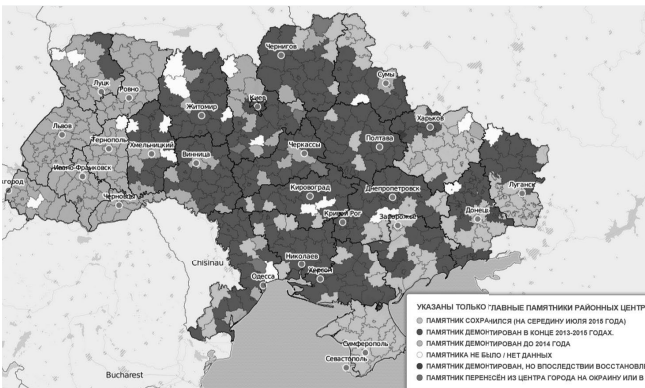 Чернигов
Сумы
Луцк
Ровно
Киев
Житомир
Харьков
Львов
Полтава
Тернополь
Хмельницкий
Черкассы
Винница
Ивано-Франковск
город
Луганск
Кировоград
Днепропетровск
Черновцы
Донецк
Кривой Рог
Запорожье
Chisinau
Николаев
Херсон
Одесса
Симферополь
Севастополь
Bucharest
УКАЗАНЫ ТОЛЬКО ГЛАВНЫЕ ПАМЯТНИКИ РАЙОННЫХ ЦЕНТР
ПАМЯТНИК СОХРАНИЛСЯ (НА СЕРЕДИНУ ИЮЛЯ 2015 ГОДА)
ПАМЯТНИК ДЕМОНТИРОВАН В КОНЦЕ 2013-2015 ГОДАХ.
ПАМЯТНИК ДЕМОНТИРОВАН ДО 2014 ГОДА
ПАМЯТНИКА НЕ БЫЛО / НЕТ ДАННЫХ
ПАМЯТНИК ДЕМОНТИРОВАН, НО ВПОСЛЕДСТВИИ ВОССТАНОВЛЕ
ПАМЯТНИК ПЕРЕНЕСЁН ИЗ ЦЕНТРА ГОРОДА НА ОКРАИНУ ИЛИ В